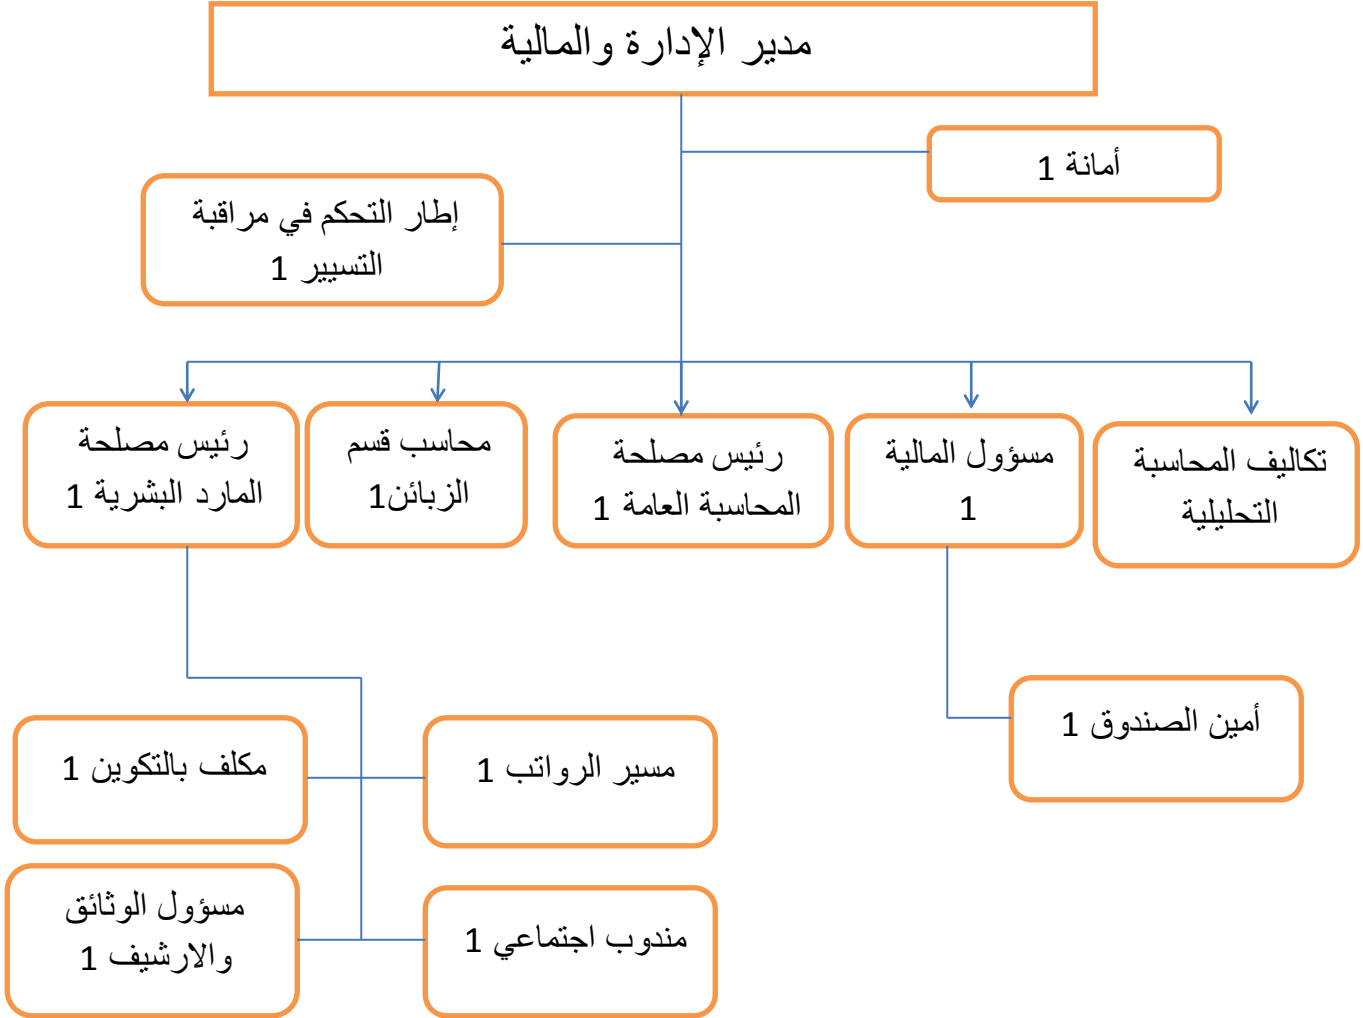 مدير الإدارة والمالية
أمانة 1
إطار التحكم في مراقبة
التسيير 1
تكاليف المحاسبة
التحليلية
مسؤول المالية
1
رئيس مصلحة
المحاسبة العامة 1
محاسب قسم
الزبائن1
رئيس مصلحة
المارد البشرية 1
أمين الصندوق 1
مسير الرواتب 1
مكلف بالتكوين 1
مندوب اجتماعي 1
مسؤول الوثائق
والارشيف 1